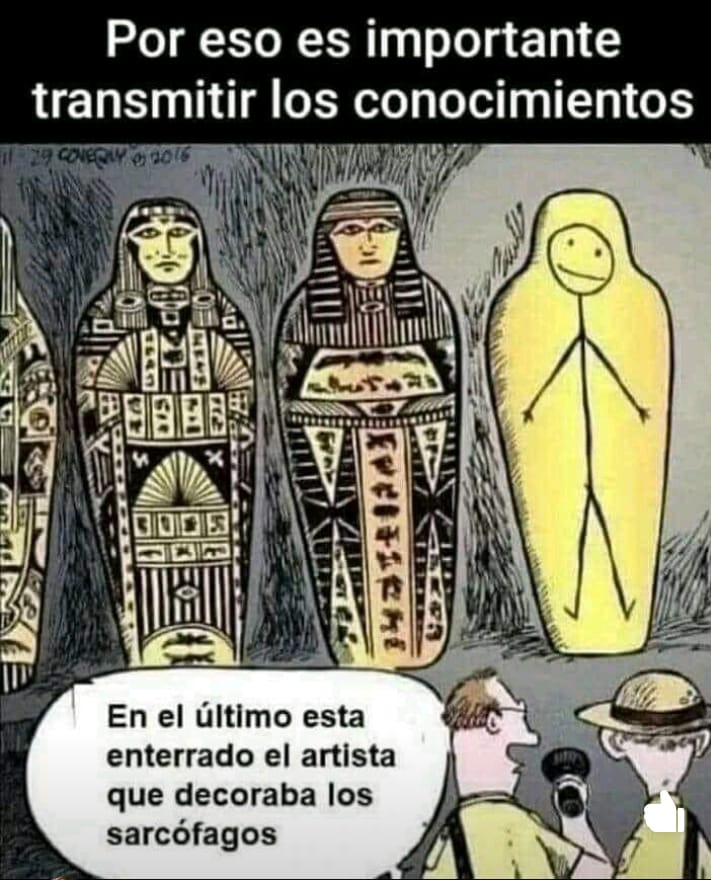 Por eso es importante
transmitir los conocimientos
En el último esta
enterrado el artista
que decoraba los
sarcófagos